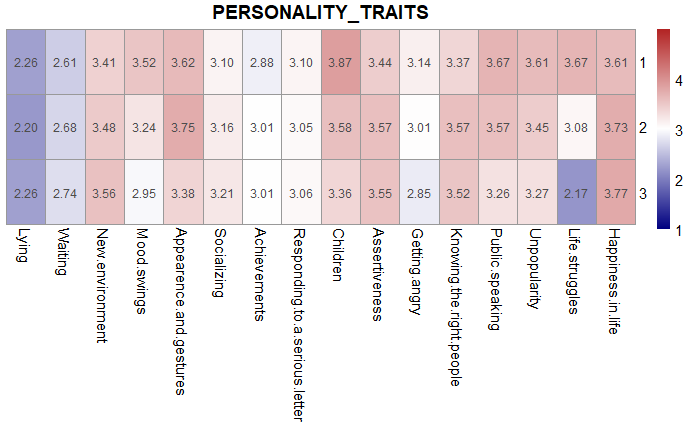 PERSONALITY_TRAITS
2.26 2.61 3.41 3.52 3.62 3.10 2.88 3.10 3.87 3.44 3.14 3.37 3.67 3.61 3.67 3.61 1
2.20 2.68 3.48 3.24 3.75 3.16 3.01 3.05 3.58 3.57 3.01 3.57 3.57 3.45 3.08 3.73 2
2.26 2.74 3.56 2.95 3.38 3.21 3.01 3.06 3.36 3.55 2.85 3.52 3.26 3.27 2.17 3.77 3
Lying
Waiting
New.environment
Mood.swings
Appearence.and.gestures
Socializing
Achievements
Responding.to.a.serious.letter
Children
Assertiveness
Getting.angry
Knowing.the.right.people
Public.speaking
Unpopularity
Life.struggles
Happiness.in.life
4
3
2
1